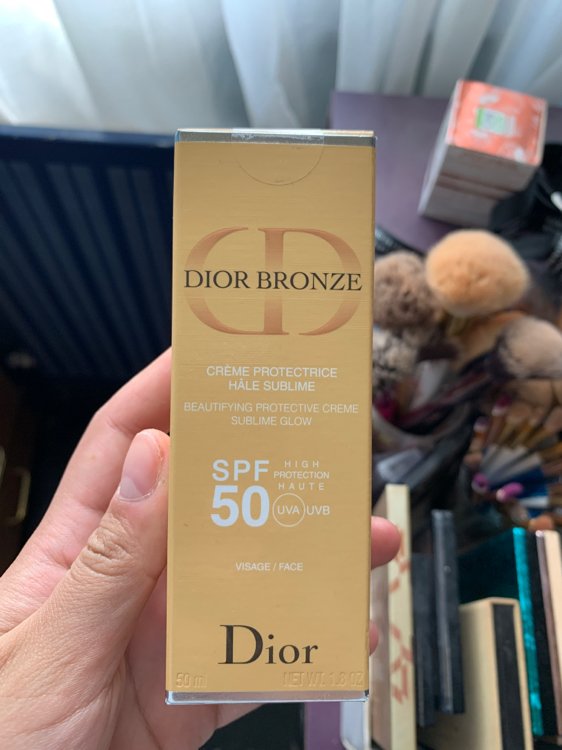 DIOR BRONZE
CRÈME PROTECTRICE
HÂLE SUBLIME
BEAUTIFYING PROTECTIVE CREME
SUBLIME GLOW
SPF
50
HIGH
PROTECTION
HAUTE
UVA UVB
VISAGE / FACE
Dior
50 ml NET WT. 1.8 OZ